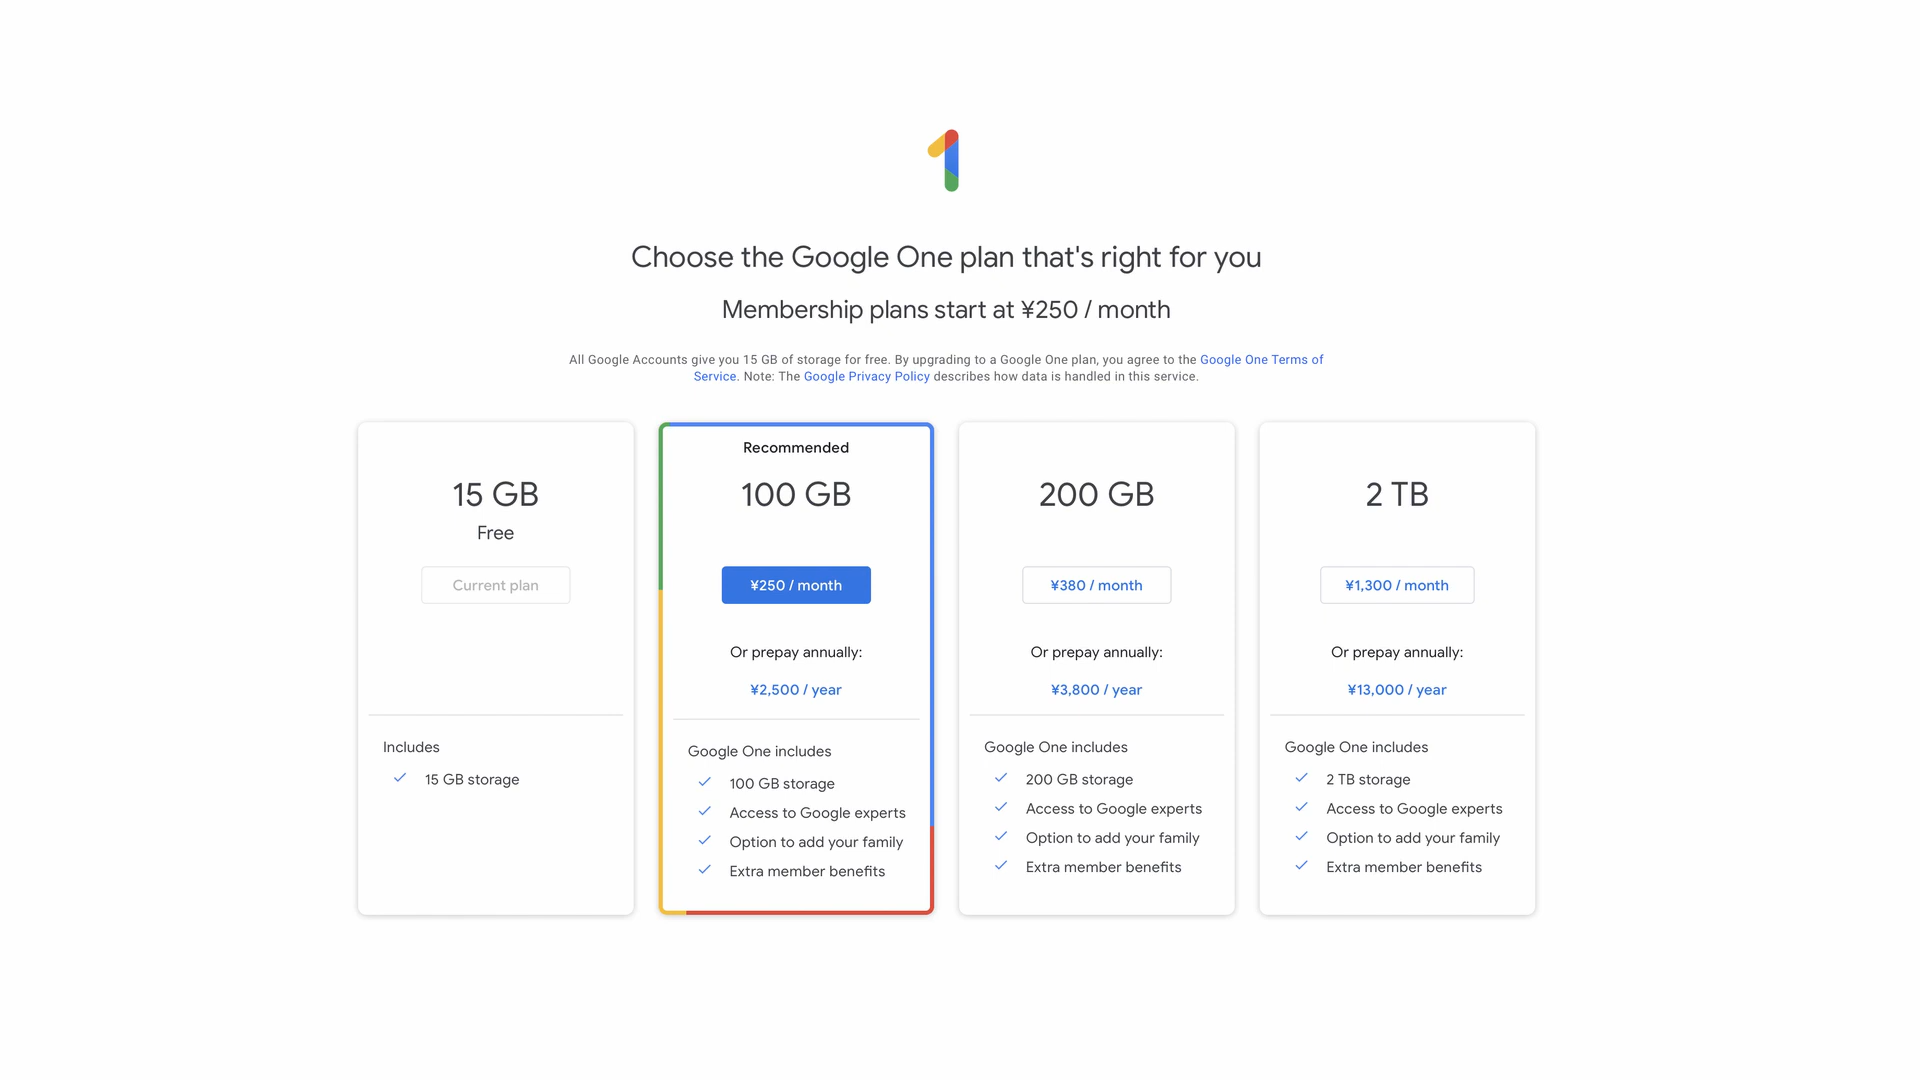 Choose the Google One plan that's right for you
Membership plans start at ¥250 / month
All Google Accounts give you 15 GB of storage for free. By upgrading to a Google One plan, you agree to the Google One Terms of
Service. Note: The Google Privacy Policy describes how data is handled in this service.
15 GB
Free
Current plan
Includes
15 GB storage
Recommended
100 GB
¥250 / month
Or prepay annually:
¥2,500 / year
Google One includes
100 GB storage
Access to Google experts
Option to add your family
Extra member benefits
200 GB
¥380 / month
Or prepay annually:
¥3,800 / year
Google One includes
200 GB storage
Access to Google experts
Option to add your family
Extra member benefits
2 TB
¥1,300 / month
Or prepay annually:
¥13,000 / year
Google One includes
2 TB storage
Access to Google experts
Option to add your family
Extra member benefits